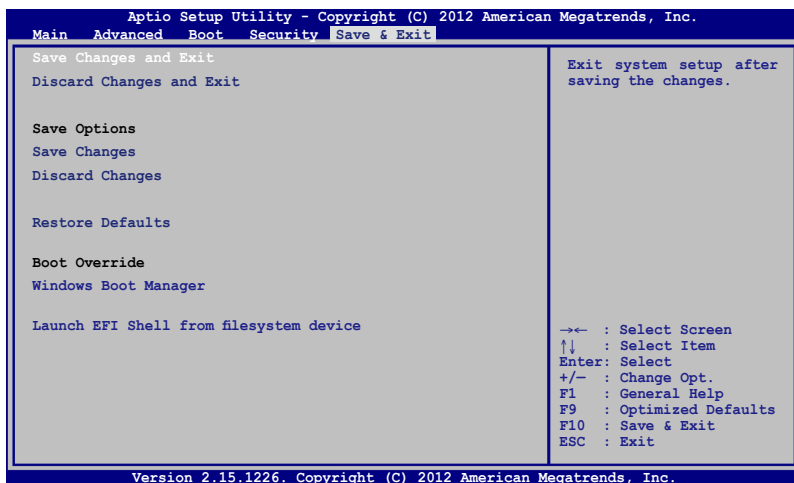 Aptio Setup Utility - Copyright (C) 2012 American Megatrends, Inc.
Main Advanced Boot Security Save & Exit
Save Changes and Exit
Discard Changes and Exit
Save Options
Save Changes
Discard Changes
Restore Defaults
Boot Override
Windows Boot Manager
Launch EFI Shell from filesystem device
Exit system setup after
saving the changes.
→← : Select Screen
↑↓ : Select Item
Enter: Select
+/— : Change Opt.
F1 : General Help
F9 : Optimized Defaults
F10 : Save & Exit
ESC : Exit
Version 2.15.1226. Copyright (C) 2012 American Megatrends, Inc.